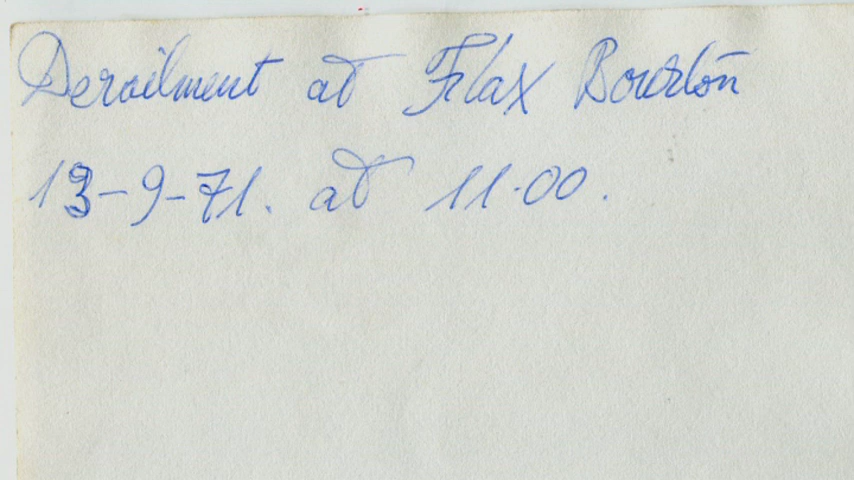 Derailment at Flax Bourton
13-9-71. at 11.00.